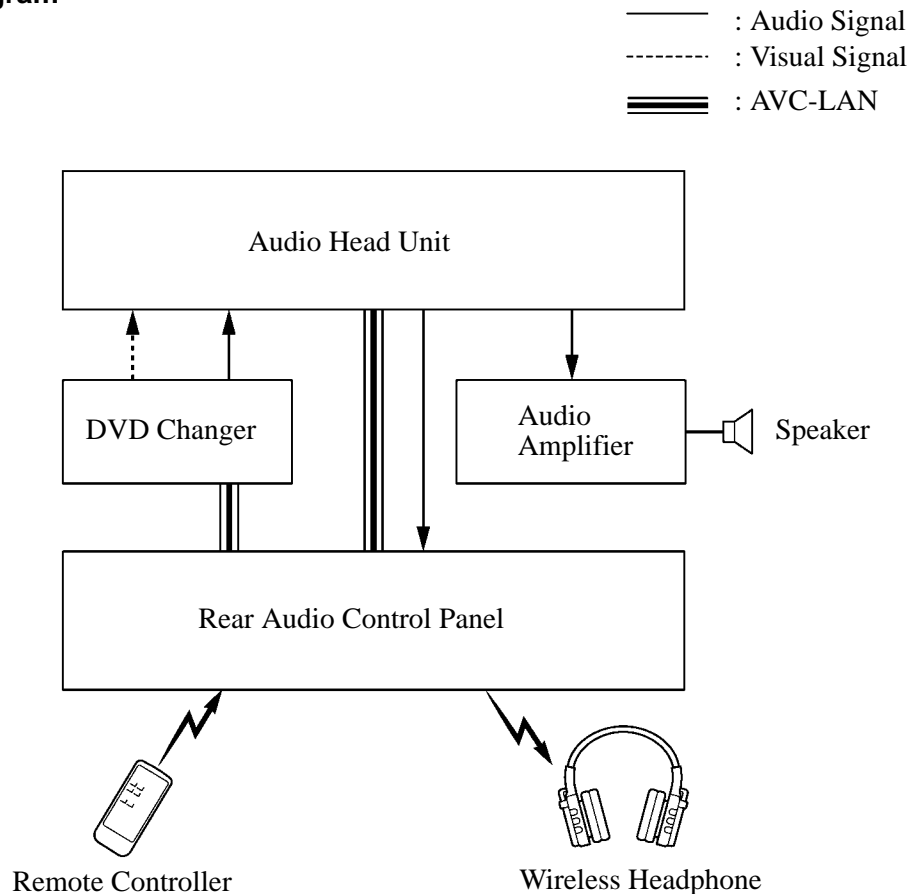 : Audio Signal
: Visual Signal
: AVC-LAN
Audio Head Unit
DVD Changer
Audio
Amplifier
Speaker
Rear Audio Control Panel
Remote Controller
Wireless Headphone